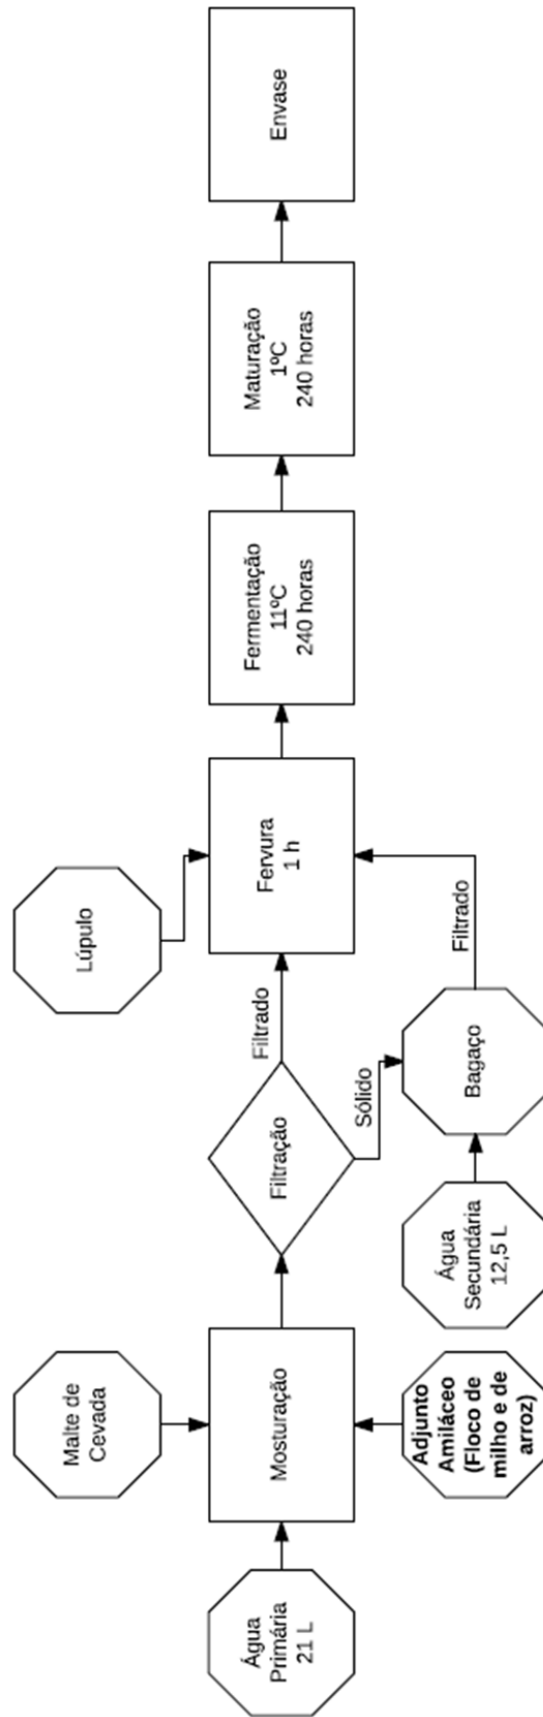 Água
Primária
21 L
Malte de
Cevada
Adjunto
Amiláceo
(Floco de
milho e de
arroz)
Mosturação
Filtração
Filtrado
Sólido
Água
Secundária
12,5 L
Bagaço
Filtrado
Lúpulo
Fervura
1 h
Fermentação
11ºC
240 horas
Maturação
1ºC
240 horas
Envase